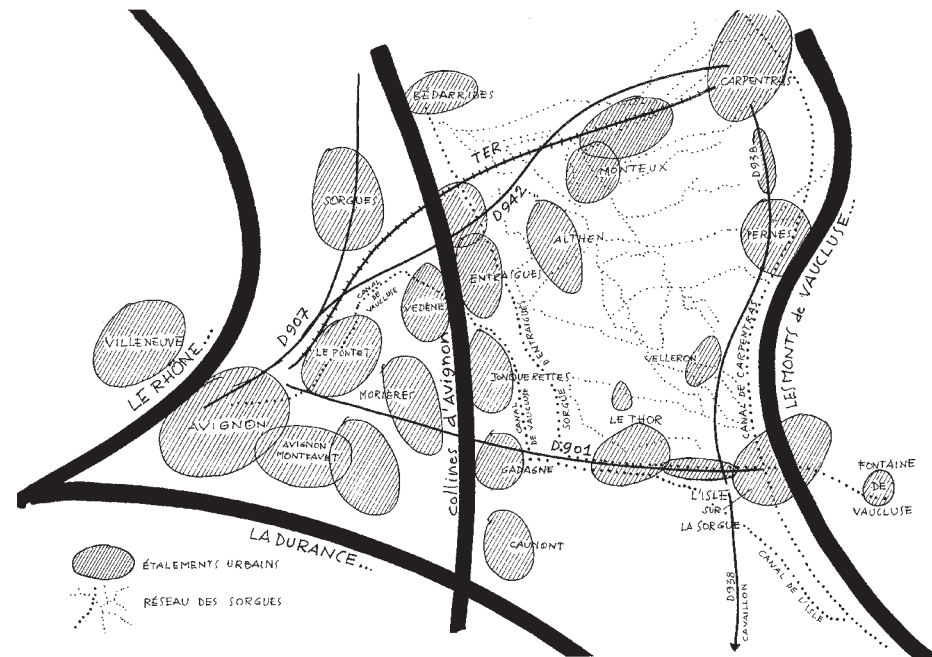 CARPENTRAS
BÉDARRIDES
TER
D938
MONTEUX
SORGUES
D942
ALTHEN
PERNES
LES MONTS de VAUCLUSE...
ENTRAIGUES
CANAL
DE
VAUCLUSE
VEDÈNE
D907
VILLENEUVE
LE RHÔNE...
LE PONTET
collines d'Avignon
D'ENTRAIGUES
SORGUE
CANAL DE CARPENTRAS
VELLERON
JONQUERETTES
MORIÈRES
CANAL
DE VAUCLUSE
LE THOR
AVIGNON
AVIGNON
MONTFAVET
D901
GADAGNE
L'ISLE
SUR
LA SORGUE
FONTAINE
DE
VAUCLUSE
LA DURANCE...
CAUMONT
CANAL DE L'ISLE
D938
CAVAILLON
ÉTALEMENTS URBAINS
RÉSEAU DES SORGUES